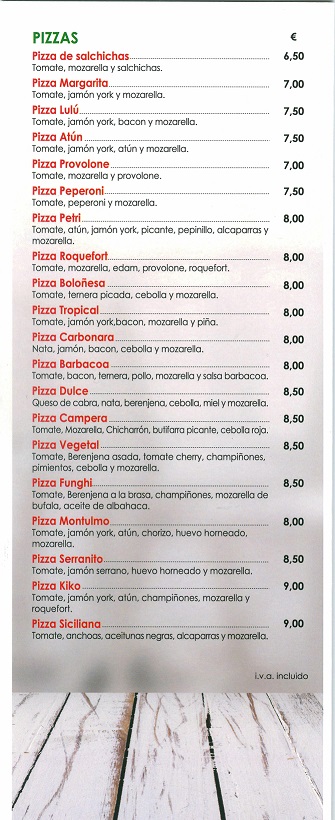 PIZZAS €
Pizza de salchichas 6,50
Tomate, mozarella y salchichas.
Pizza Margarita 7,00
Tomate, jamón york y mozarella.
Pizza Lulú 7,50
Tomate, jamón york, bacon y mozarella.
Pizza Atún 7,50
Tomate, jamón york, atún y mozarella.
Pizza Provolone 7,00
Tomate, mozarella y provolone.
Pizza Peperoni 7,50
Tomate, peperoni y mozarella.
Pizza Petri 8,00
Tomate, atún, jamón york, picante, pepinillo, alcaparras y
mozarella.
Pizza Roquefort 8,00
Tomate, mozarella, edam, provolone, roquefort.
Pizza Boloñesa 8,00
Tomate, ternera picada, cebolla y mozarella.
Pizza Tropical 8,00
Tomate, jamón york,bacon, mozarella y piña.
Pizza Carbonara 8,00
Nata, jamón, bacon, cebolla y mozarella.
Pizza Barbacoa 8,00
Tomate, bacon, ternera, pollo, mozarella y salsa barbacoa.
Pizza Dulce 8,50
Queso de cabra, nata, berenjena, cebolla, miel y mozarella.
Pizza Campera 8,50
Tomate, Mozarella, Chicharrón, butifarra picante, cebolla roja.
Pizza Vegetal 8,50
Tomate, Berenjena asada, tomate cherry, champiñones,
pimientos, cebolla y mozarella.
Pizza Funghi 8,50
Tomate, Berenjena a la brasa, champiñones, mozarella de
bufala, aceite de albahaca.
Pizza Montulmo 8,00
Tomate, jamón york, atún, chorizo, huevo horneado,
mozarella.
Pizza Serranito 8,50
Tomate, jamón serrano, huevo horneado y mozarella.
Pizza Kiko 9,00
Tomate, jamón york, atún, champiñones, mozarella y
roquefort.
Pizza Siciliana 9,00
Tomate, anchoas, aceitunas negras, alcaparras y mozarella.
i.v.a. incluido